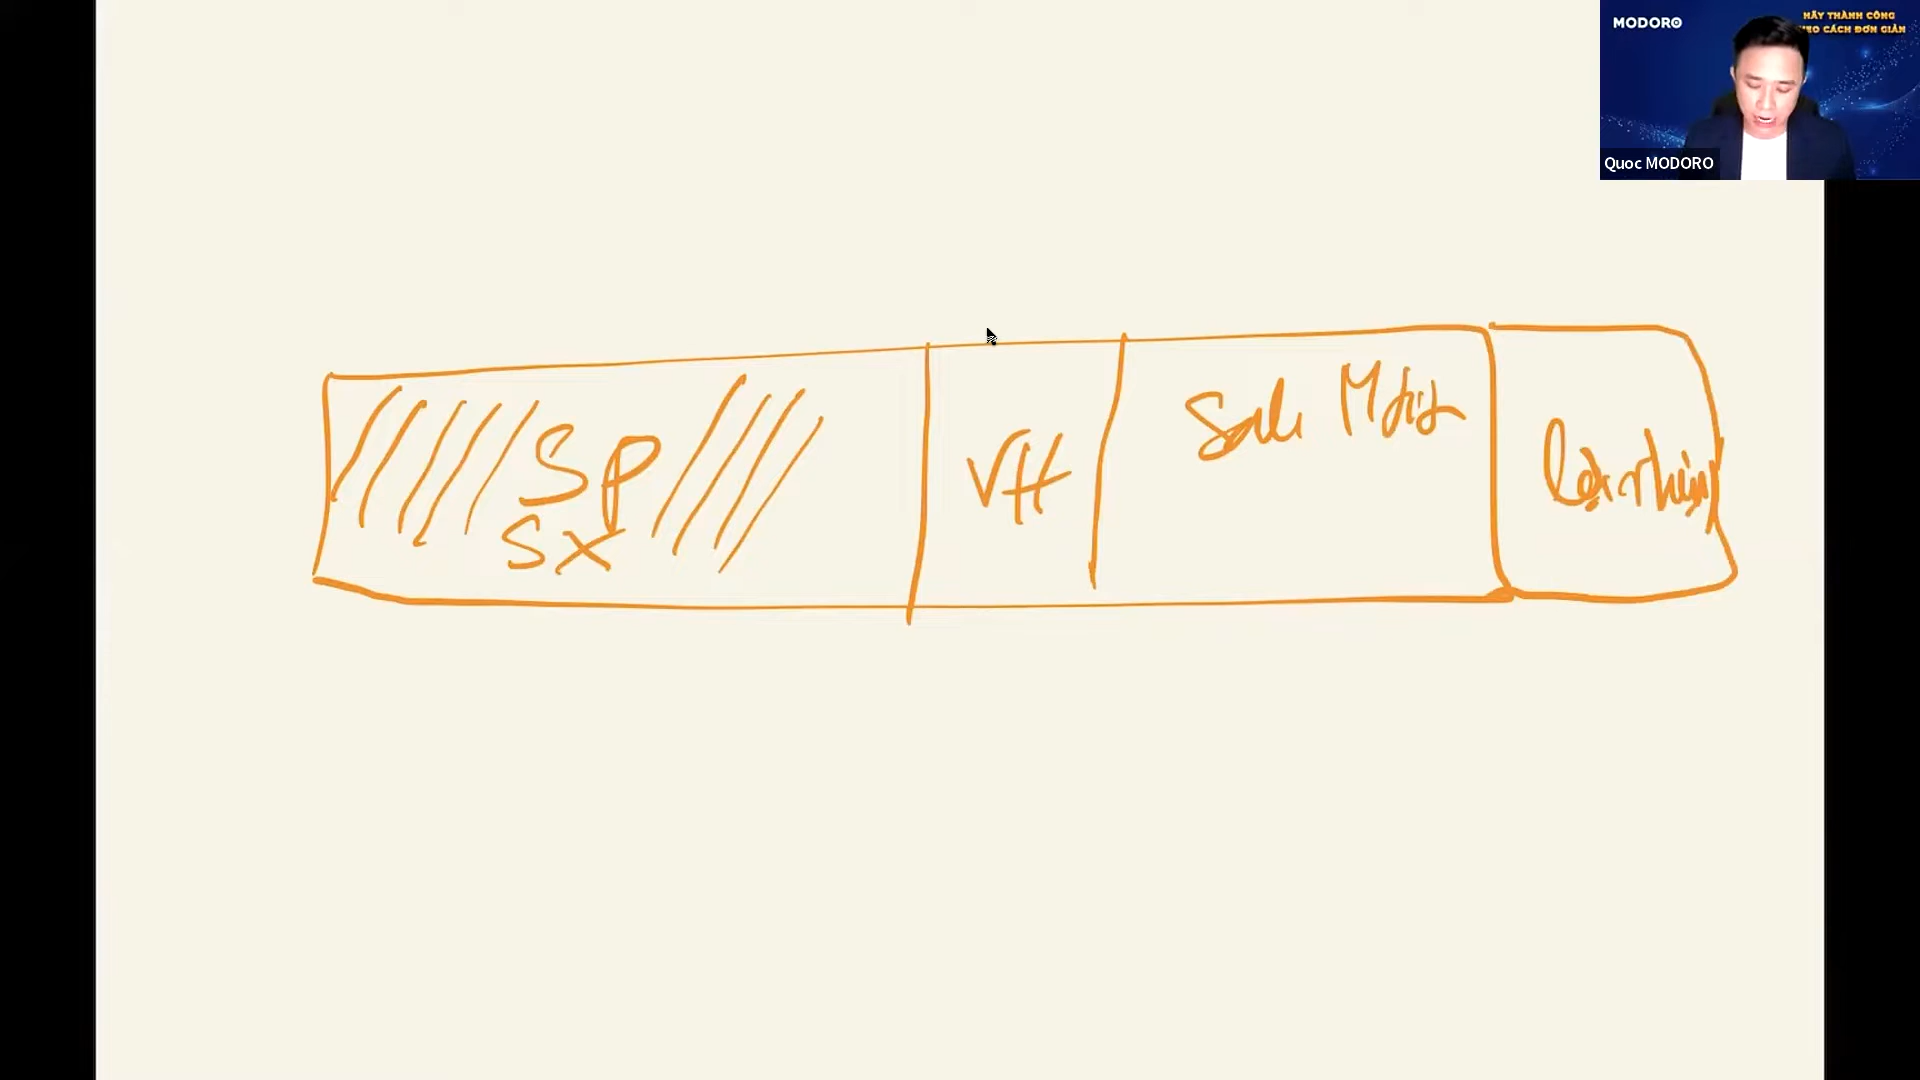 MODORO
HÃY THÀNH CÔNG
THEO CÁCH ĐƠN GIẢN
Quoc MODORO
SP
SX
VH
Sale